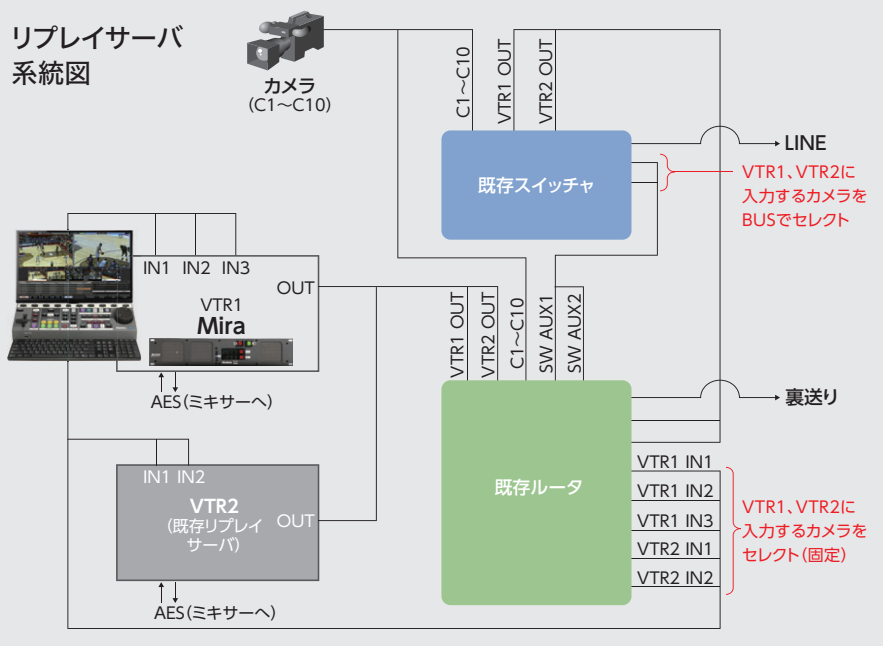 リプレイサーバ
系統図
カメラ
(C1～C10)
C1～C10
VTR1 OUT
VTR2 OUT
既存スイッチャ
LINE
VTR1、VTR2に
入力するカメラを
BUSでセレクト
IN1 IN2 IN3
OUT
VTR1
Mira
AES(ミキサーへ)
VTR1 OUT
VTR2 OUT
C1～C10
SW AUX1
SW AUX2
既存ルータ
裏送り
VTR1 IN1
VTR1 IN2
VTR1 IN3
VTR2 IN1
VTR2 IN2
VTR1、VTR2に
入力するカメラを
セレクト(固定)
IN1 IN2
VTR2
(既存リプレイ
サーバ)
OUT
AES(ミキサーへ)